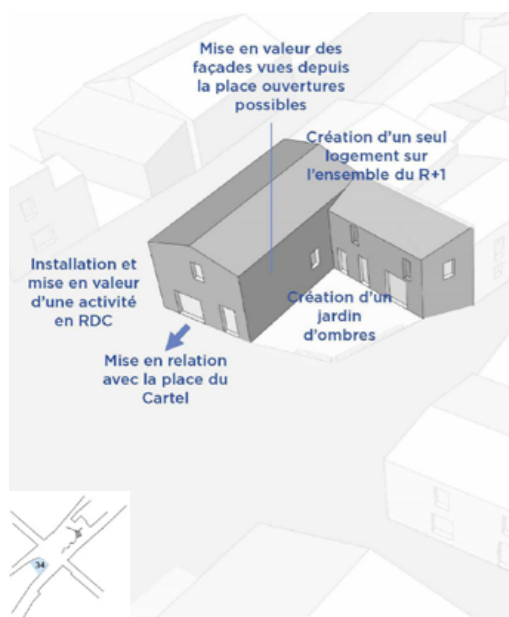 Mise en valeur des
façades vues depuis
la place ouvertures
possibles
Création d'un seul
logement sur
l'ensemble du R+1
Installation et
mise en valeur
d'une activité
en RDC
Création d'un
jardin
d'ombres
Mise en relation
avec la place du
Cartel
34